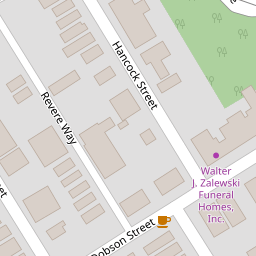 Hancock Street
Revere Way
Walter
J. Zalewski
Funeral
Homes,
Inc.
Dobson Street